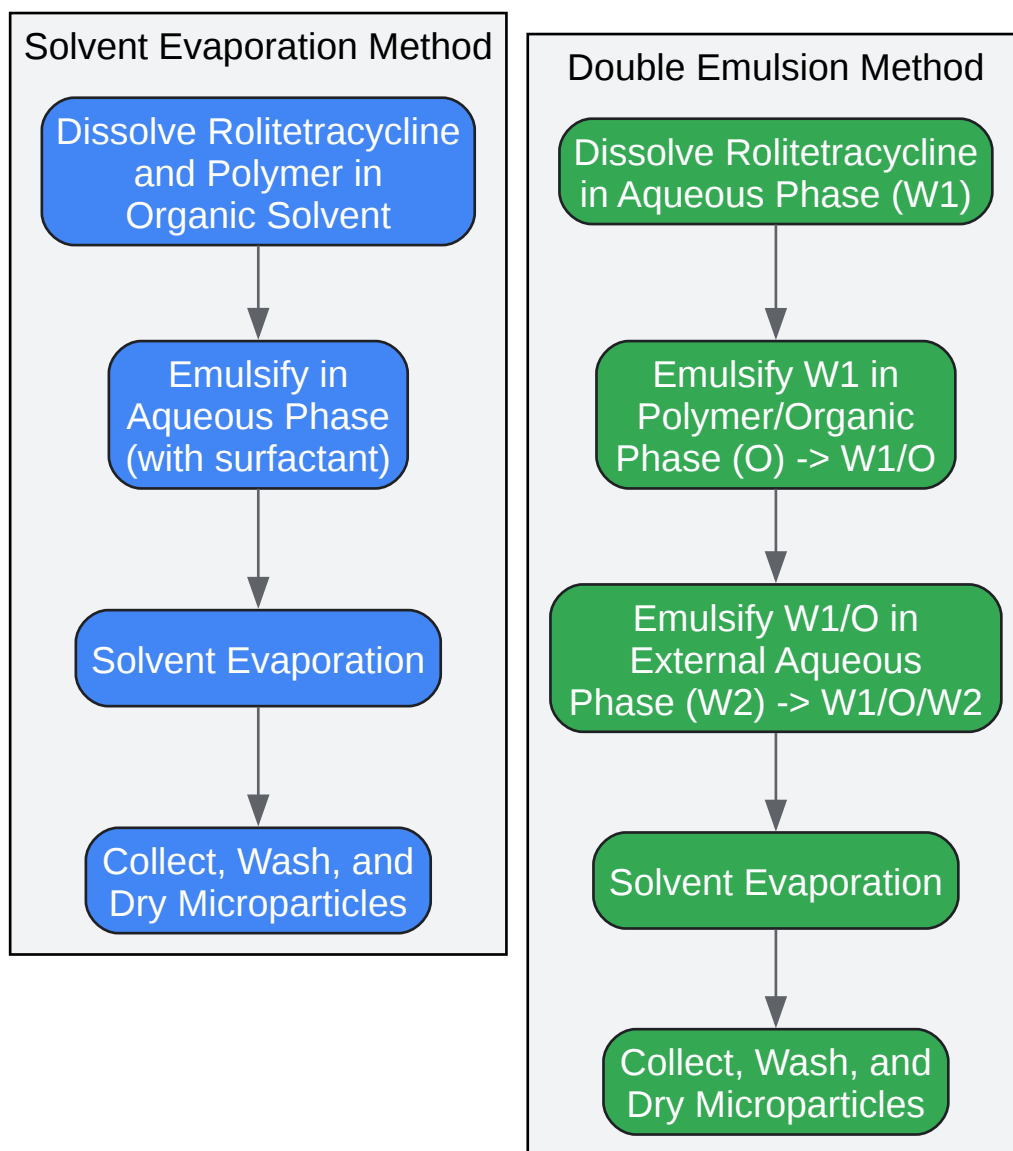 Solvent Evaporation Method
Dissolve Rolitetracycline
and Polymer in
Organic Solvent
Emulsify in
Aqueous Phase
(with surfactant)
Solvent Evaporation
Collect, Wash, and
Dry Microparticles
Double Emulsion Method
Dissolve Rolitetracycline
in Aqueous Phase (W1)
Emulsify W1 in
Polymer/Organic
Phase (O) -> W1/O
Emulsify W1/O in
External Aqueous
Phase (W2) -> W1/O/W2
Solvent Evaporation
Collect, Wash, and
Dry Microparticles